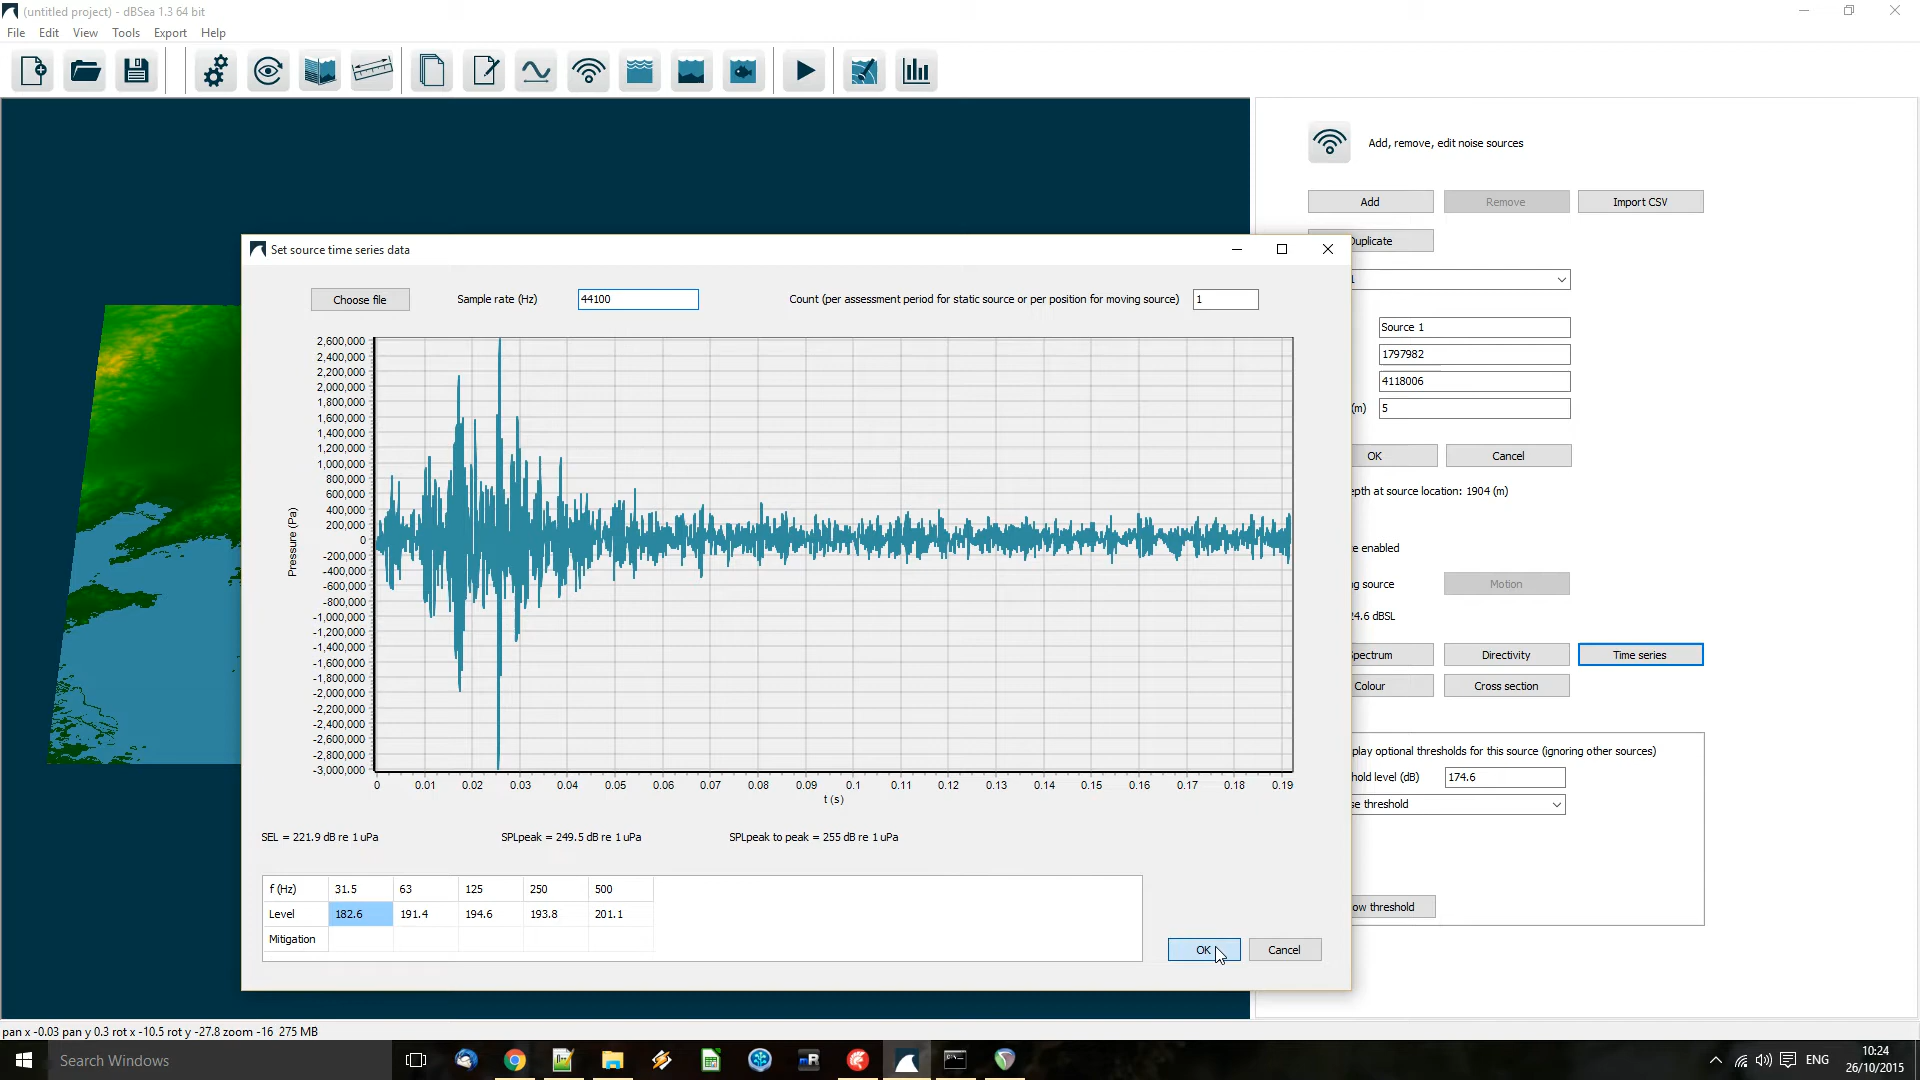 (untitled project) - dBSea 1.3 64 bit
File Edit View Tools Export Help
Add, remove, edit noise sources
Add Remove Import CSV
Duplicate
Set source time series data
Choose file Sample rate (Hz) 44100 Count (per assessment period for static source or per position for moving source) 1
Source 1
1797982
4118006
(m) 5
OK Cancel
epth at source location: 1904 (m)
e enabled
g source Motion
24.6 dBSL
Spectrum Directivity Time series
Colour Cross section
play optional thresholds for this source (ignoring other sources)
hold level (dB) 174.6
se threshold
ow threshold
Pressure (Pa)
2,600,000
2,400,000
2,200,000
2,000,000
1,800,000
1,600,000
1,400,000
1,200,000
1,000,000
800,000
600,000
400,000
200,000
0
-200,000
-400,000
-600,000
-800,000
-1,000,000
-1,200,000
-1,400,000
-1,600,000
-1,800,000
-2,000,000
-2,200,000
-2,400,000
-2,600,000
-2,800,000
-3,000,000
0 0.01 0.02 0.03 0.04 0.05 0.06 0.07 0.08 0.09 0.1 0.11 0.12 0.13 0.14 0.15 0.16 0.17 0.18 0.19
t (s)
SEL = 221.9 dB re 1 uPa SPLpeak = 249.5 dB re 1 uPa SPLpeak to peak = 255 dB re 1 uPa
f (Hz) 31.5 63 125 250 500
Level 182.6 191.4 194.6 193.8 201.1
Mitigation
OK Cancel
pan x -0.03 pan y 0.3 rot x -10.5 rot y -27.8 zoom -16 275 MB
Search Windows
ENG
10:24
26/10/2015